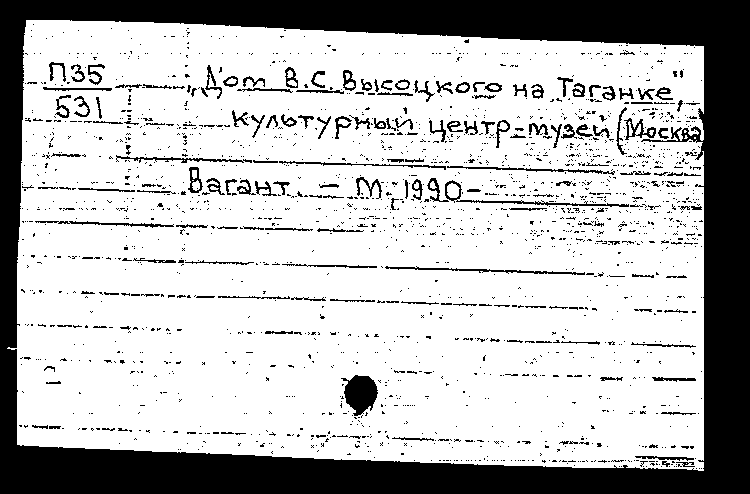 П35
531
„Дом В.С. Высоцкого на Таганке",
культурный центр-музей (Москва)
Вагант. – М., 1990–